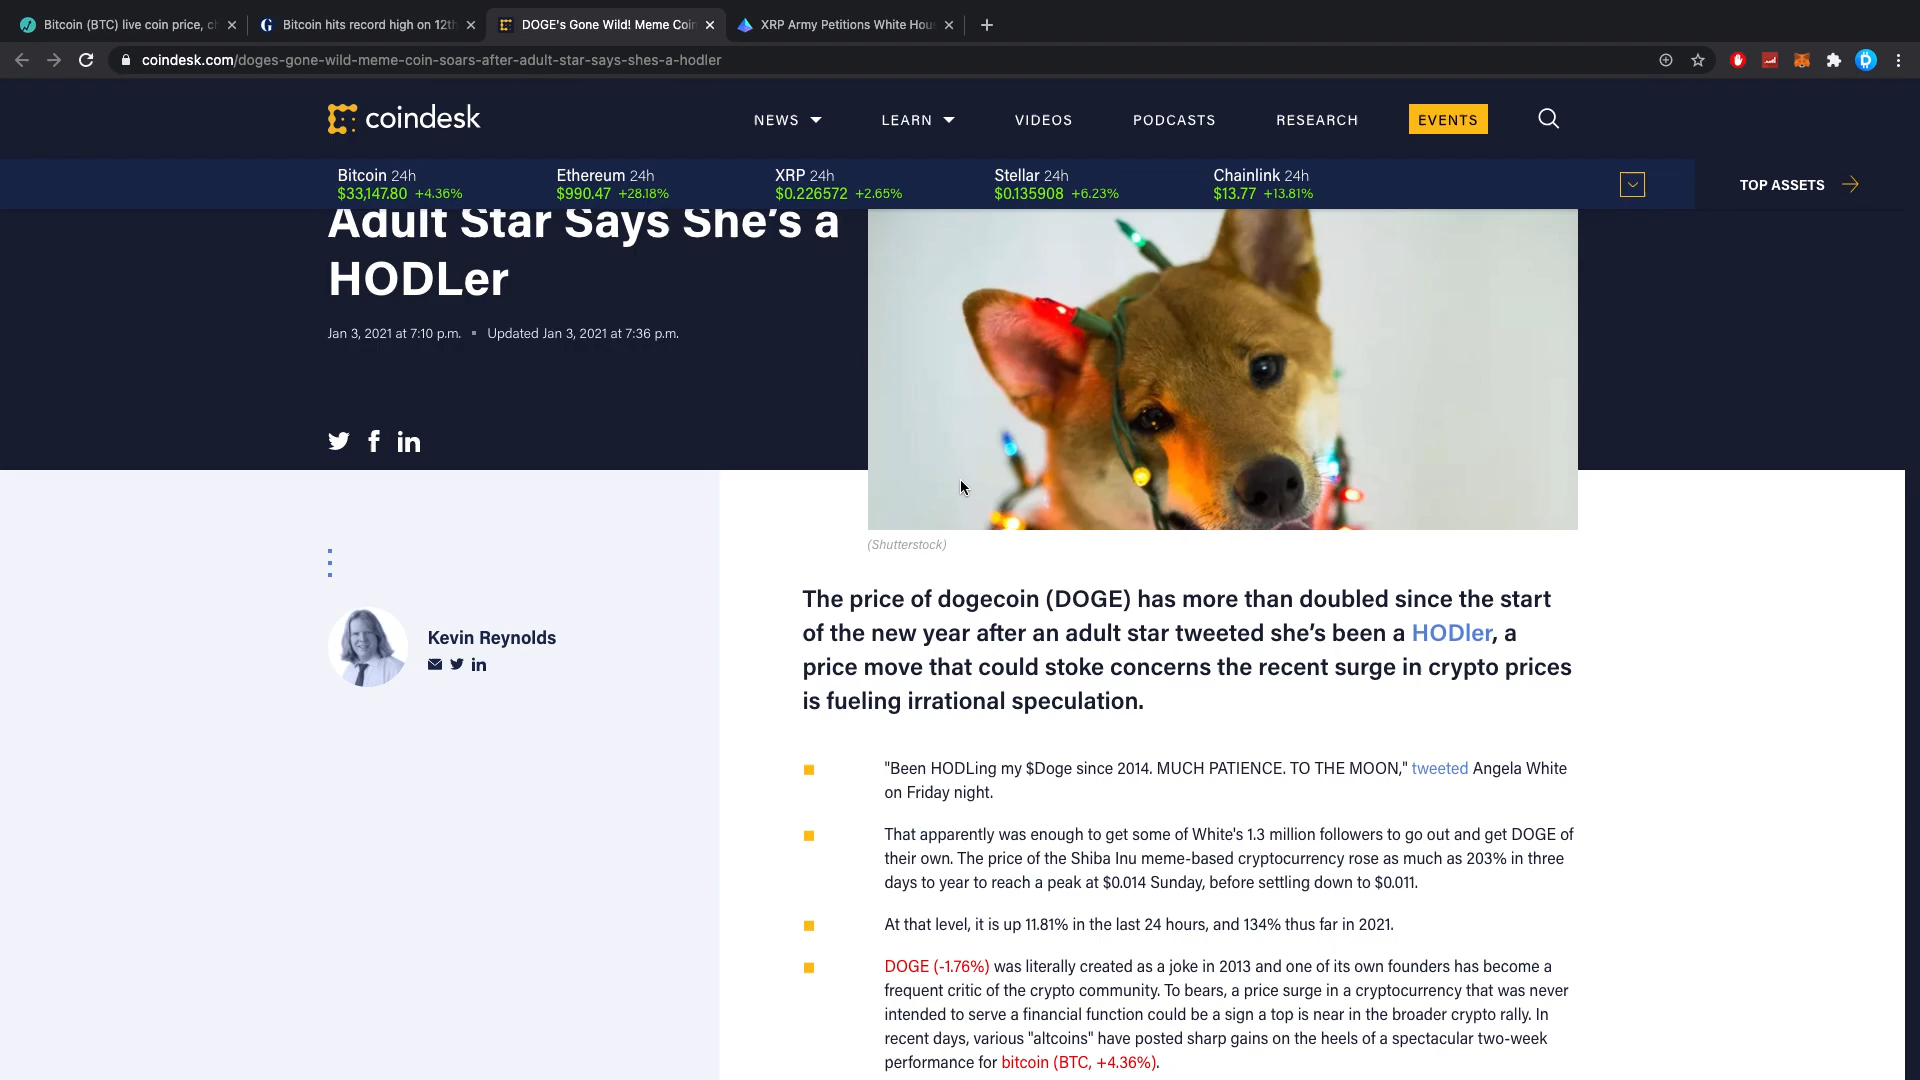 Bitcoin (BTC) live coin price, c
Bitcoin hits record high on 12th
DOGE's Gone Wild! Meme Coin
XRP Army Petitions White Hou
coindesk.com/doges-gone-wild-meme-coin-soars-after-adult-star-says-shes-a-hodler
coindesk
NEWS
LEARN
VIDEOS
PODCASTS
RESEARCH
EVENTS
Bitcoin 24h
$33,147.80 +4.36%
Ethereum 24h
$990.47 +28.18%
XRP 24h
$0.226572 +2.65%
Stellar 24h
$0.135908 +6.23%
Chainlink 24h
$13.77 +13.81%
TOP ASSETS
Adult Star Says She's a
HODLer
Jan 3, 2021 at 7:10 p.m. ▪ Updated Jan 3, 2021 at 7:36 p.m.
(Shutterstock)
Kevin Reynolds
The price of dogecoin (DOGE) has more than doubled since the start
of the new year after an adult star tweeted she's been a HODler, a
price move that could stoke concerns the recent surge in crypto prices
is fueling irrational speculation.
"Been HODLing my $Doge since 2014. MUCH PATIENCE. TO THE MOON," tweeted Angela White
on Friday night.
That apparently was enough to get some of White's 1.3 million followers to go out and get DOGE of
their own. The price of the Shiba Inu meme-based cryptocurrency rose as much as 203% in three
days to year to reach a peak at $0.014 Sunday, before settling down to $0.011.
At that level, it is up 11.81% in the last 24 hours, and 134% thus far in 2021.
DOGE (-1.76%) was literally created as a joke in 2013 and one of its own founders has become a
frequent critic of the crypto community. To bears, a price surge in a cryptocurrency that was never
intended to serve a financial function could be a sign a top is near in the broader crypto rally. In
recent days, various "altcoins" have posted sharp gains on the heels of a spectacular two-week
performance for bitcoin (BTC, +4.36%).